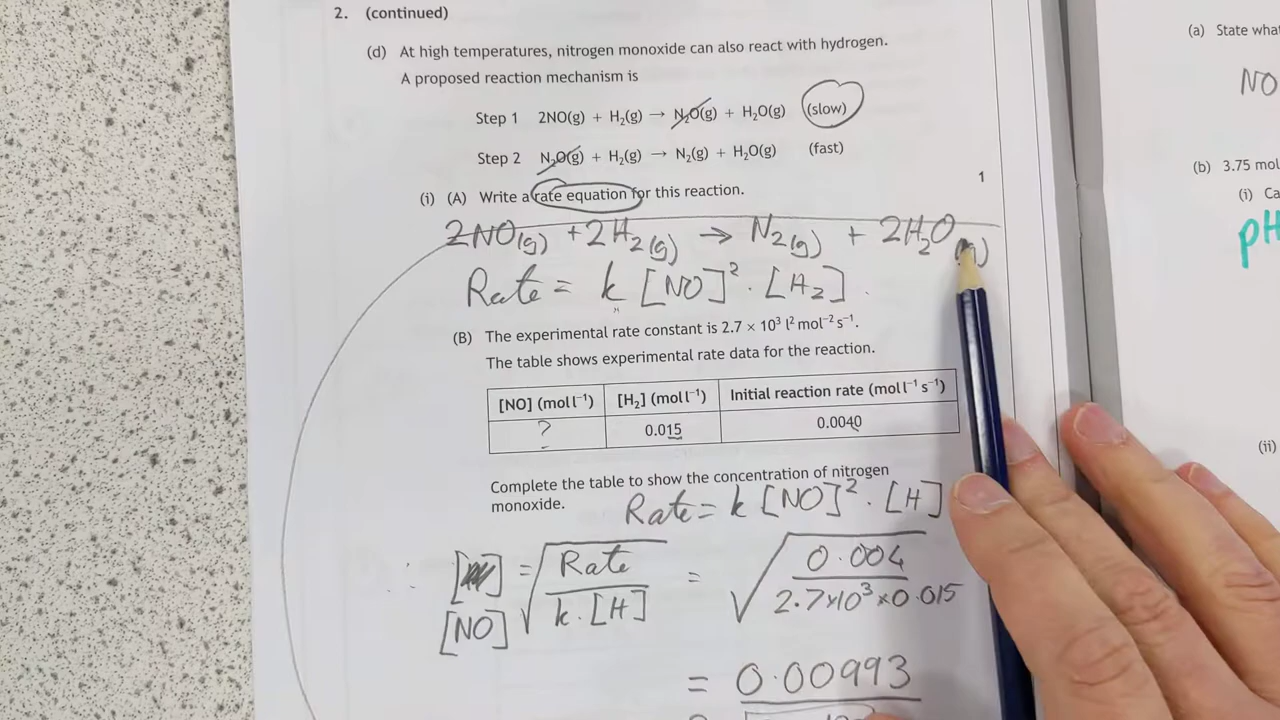 2. (continued)
(d) At high temperatures, nitrogen monoxide can also react with hydrogen.
A proposed reaction mechanism is
Step 1 2NO(g) + H₂(g) → N₂O(g) + H₂O(g) (slow)
Step 2 N₂O(g) + H₂(g) → N₂(g) + H₂O(g) (fast)
1
(i) (A) Write a rate equation for this reaction.
2NO(g) + 2H₂(g) → N₂(g) + 2H₂O(g)
Rate = k [NO]² · [H₂].
(B) The experimental rate constant is 2.7 × 10³ l² mol⁻² s⁻¹.
The table shows experimental rate data for the reaction.
[NO] (mol l⁻¹) [H₂] (mol l⁻¹) Initial reaction rate (mol l⁻¹ s⁻¹)
? 0.015 0.0040
Complete the table to show the concentration of nitrogen
monoxide.
Rate = k [NO]² · [H]
∴ [NO] = √ Rate / k . [H] = √ 0.004 / 2.7×10³ × 0.015
= 0.00993
(a) State what
NO
(b) 3.75 mol
(i) Ca
pH
(ii)